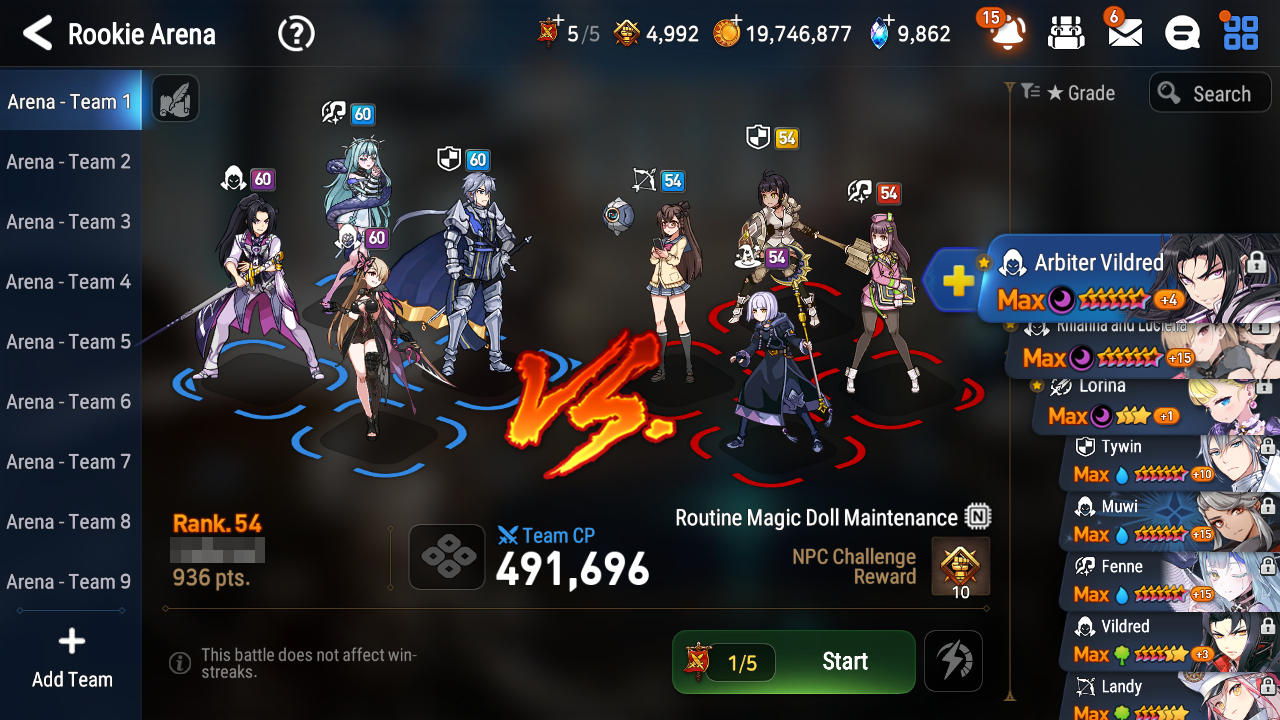 Rookie Arena
?
5/5
4,992
19,746,877
9,862
15
6
Arena - Team 1
Arena - Team 2
Arena - Team 3
Arena - Team 4
Arena - Team 5
Arena - Team 6
Arena - Team 7
Arena - Team 8
Arena - Team 9
Add Team
60
60
60
60
VS.
54
54
54
54
Rank. 54
936 pts.
Team CP
491,696
Routine Magic Doll Maintenance
N
NPC Challenge
Reward
10
This battle does not affect win-
streaks.
1/5
Start
Grade
Search
Arbiter Vildred
Max
+4
Rhianna and Luciella
Max
+15
Lorina
Max
+1
Tywin
Max
+10
Muwi
Max
+15
Fenne
Max
+15
Vildred
Max
+3
Landy
Max